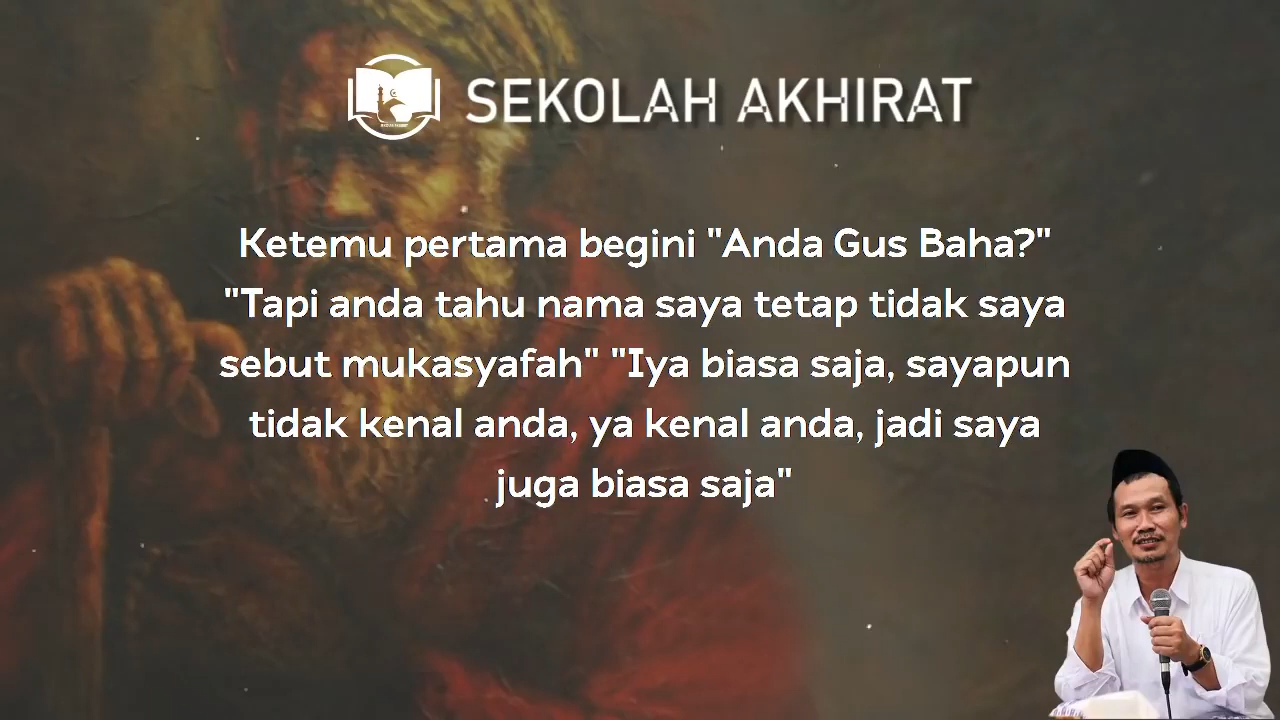 SEKOLAH AKHIRAT
Ketemu pertama begini "Anda Gus Baha?"
"Tapi anda tahu nama saya tetap tidak saya
sebut mukasyafah" "Iya biasa saja, sayapun
tidak kenal anda, ya kenal anda, jadi saya
juga biasa saja"